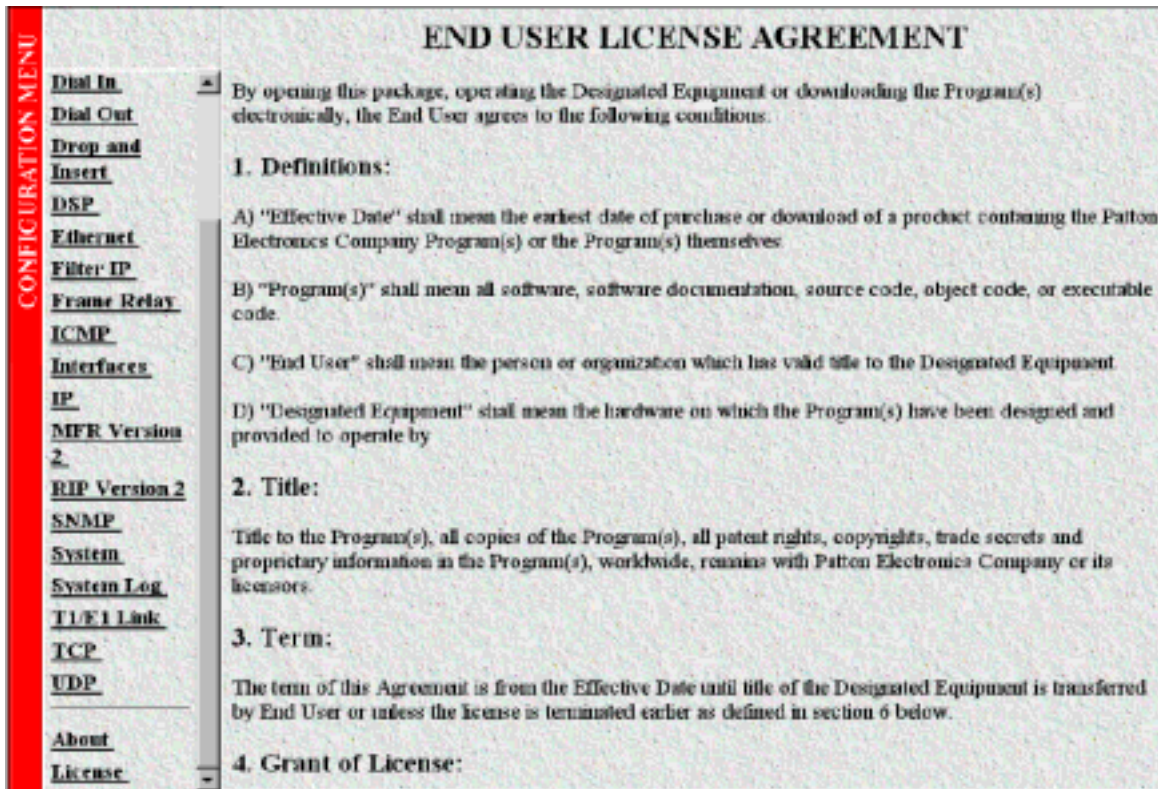 CONFIGURATION MENU
Dial In
Dial Out
Drop and
Insert
DSP
Ethernet
Filter IP
Frame Relay
ICMP
Interfaces
IP
MFR Version
2
RIP Version 2
SNMP
System
System Log
T1/E1 Link
TCP
UDP
About
License
END USER LICENSE AGREEMENT
By opening this package, operating the Designated Equipment or downloading the Program(s)
electronically, the End User agrees to the following conditions:
1. Definitions:
A) "Effective Date" shall mean the earliest date of purchase or download of a product containing the Patton
Electronics Company Program(s) or the Program(s) themselves.
B) "Program(s)" shall mean all software, software documentation, source code, object code, or executable
code.
C) "End User" shall mean the person or organization which has valid title to the Designated Equipment.
D) "Designated Equipment" shall mean the hardware on which the Program(s) have been designed and
provided to operate by
2. Title:
Title to the Program(s), all copies of the Program(s), all patent rights, copyrights, trade secrets and
proprietary information in the Program(s), worldwide, remains with Patton Electronics Company or its
licensors.
3. Term:
The term of this Agreement is from the Effective Date until title of the Designated Equipment is transferred
by End User or unless the license is terminated earlier as defined in section 6 below.
4. Grant of License: